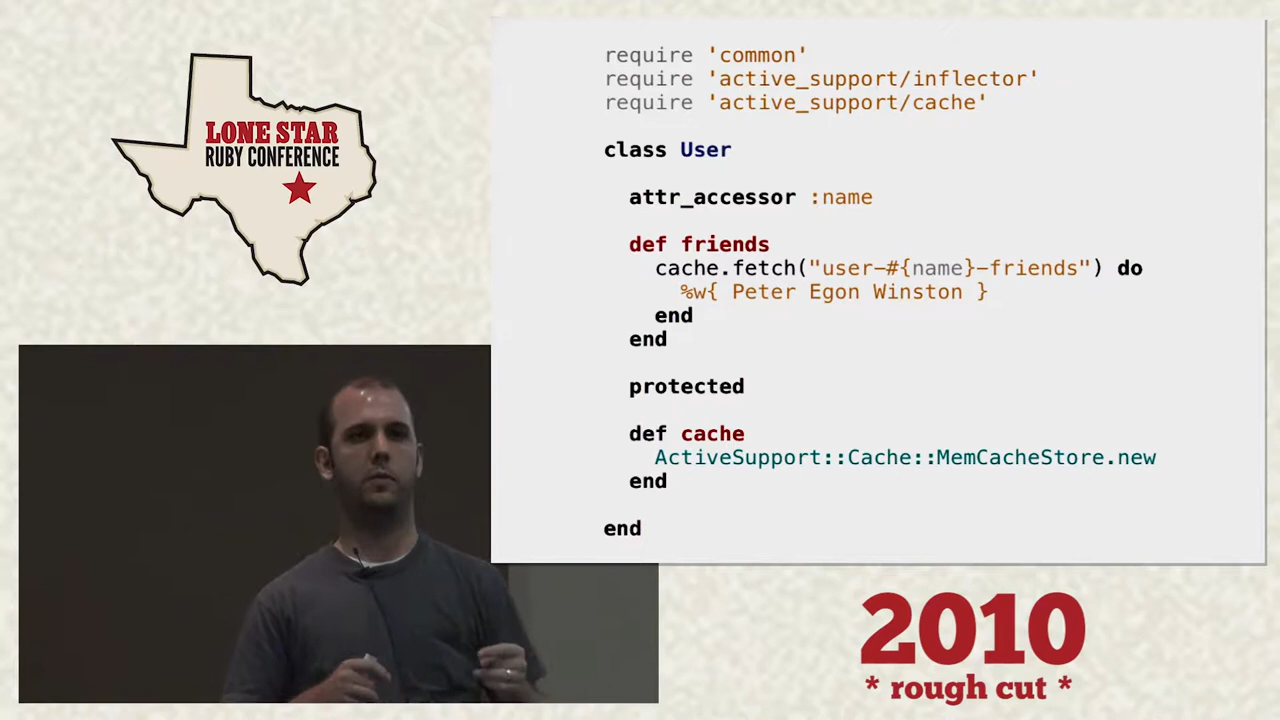 LONE STAR
RUBY CONFERENCE
require 'common'
require 'active_support/inflector'
require 'active_support/cache'
class User
attr_accessor :name
def friends
cache.fetch("user-#{name}-friends") do
%w{ Peter Egon Winston }
end
end
protected
def cache
ActiveSupport::Cache::MemCacheStore.new
end
end
2010
* rough cut *